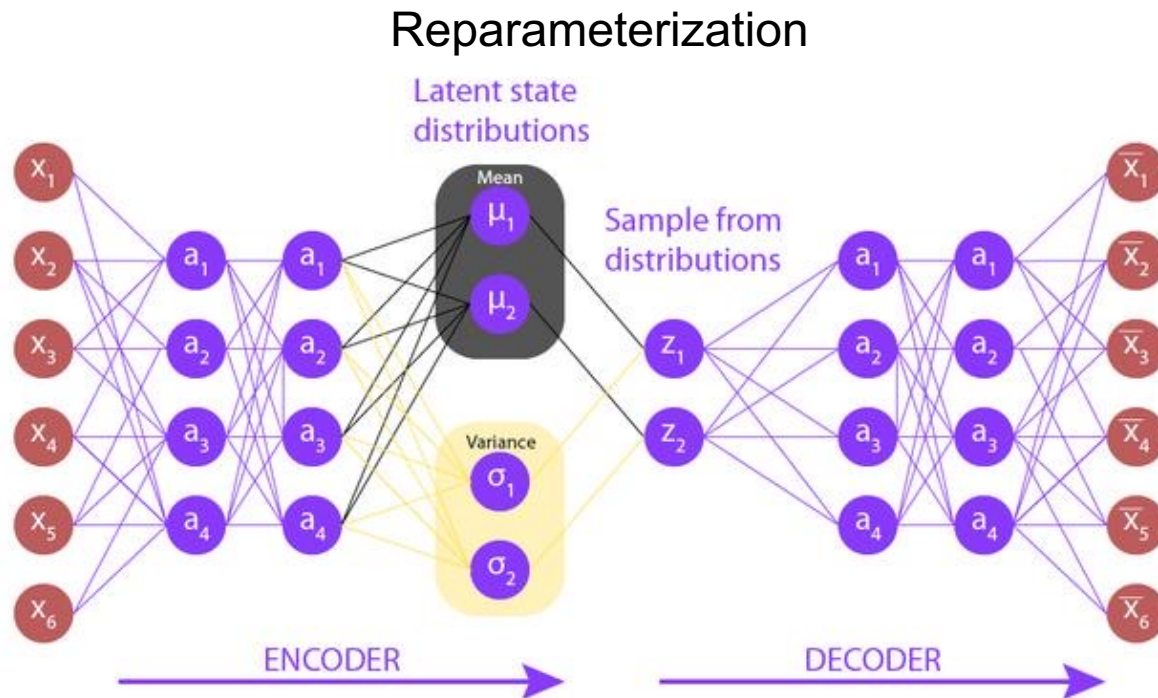 Reparameterization
Latent state
distributions
x₁
x₂
x₃
x₄
x₅
x₆
a₁
a₂
a₃
a₄
a₁
a₂
a₃
a₄
Mean
μ₁
μ₂
Variance
σ₁
σ₂
Sample from
distributions
z₁
z₂
a₁
a₂
a₃
a₄
a₁
a₂
a₃
a₄
x̅₁
x̅₂
x̅₃
x̅₄
x̅₅
x̅₆
ENCODER
DECODER